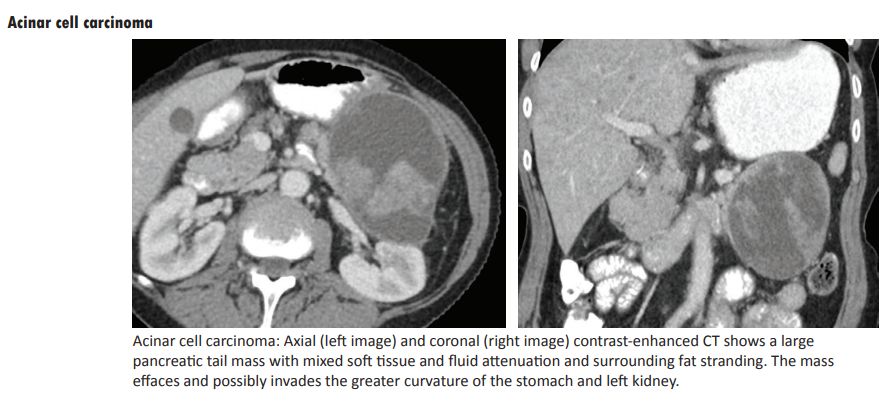 Acinar cell carcinoma
Acinar cell carcinoma: Axial (left image) and coronal (right image) contrast-enhanced CT shows a large
pancreatic tail mass with mixed soft tissue and fluid attenuation and surrounding fat stranding. The mass
effaces and possibly invades the greater curvature of the stomach and left kidney.